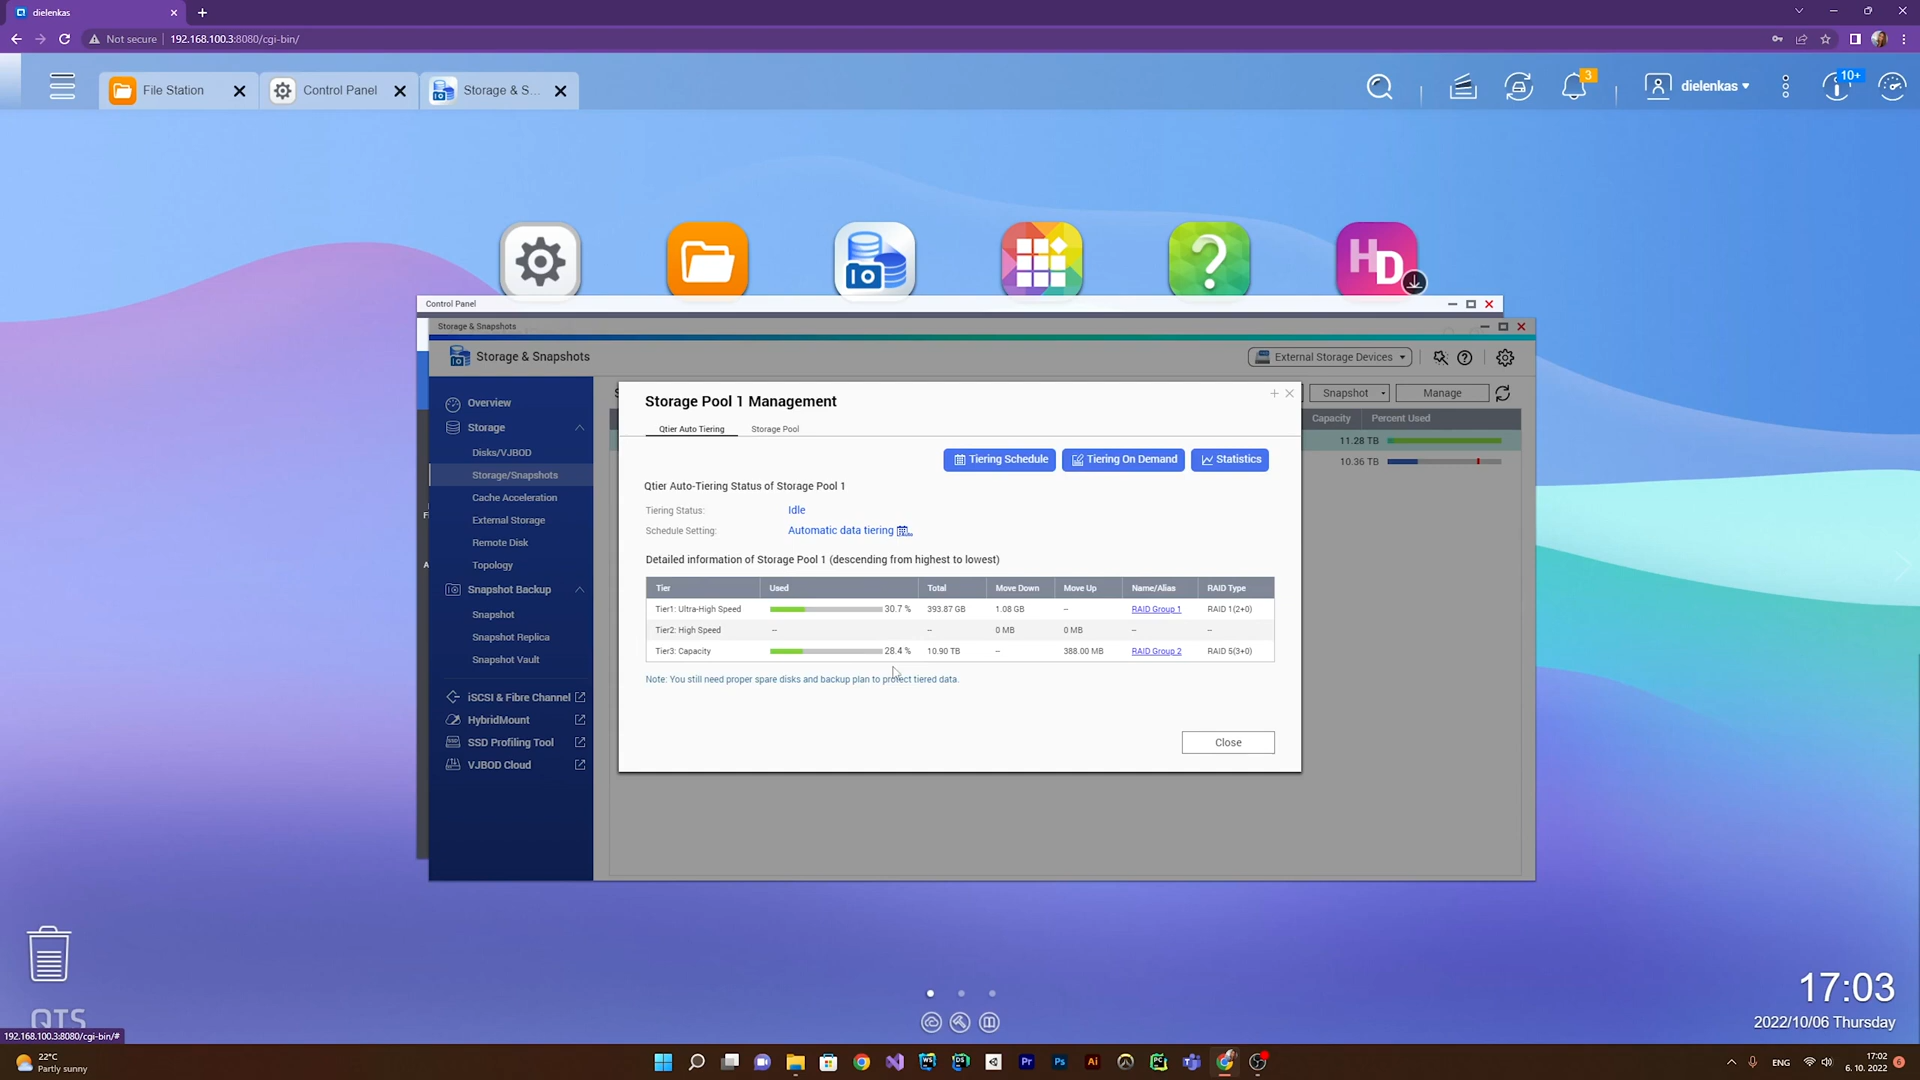 dielenkas
Not secure
192.168.100.3:8080/cgi-bin/
File Station
Control Panel
Storage & S...
3
dielenkas
10+
HD
Control Panel
Storage & Snapshots
Storage & Snapshots
External Storage Devices
Overview
Storage
Disks/VJBOD
Storage/Snapshots
Cache Acceleration
External Storage
Remote Disk
Topology
Snapshot Backup
Snapshot
Snapshot Replica
Snapshot Vault
iSCSI & Fibre Channel
HybridMount
SSD Profiling Tool
VJBOD Cloud
Snapshot
Manage
Capacity
Percent Used
11.28 TB
10.36 TB
Storage Pool 1 Management
Qtier Auto Tiering
Storage Pool
Tiering Schedule
Tiering On Demand
Statistics
Qtier Auto-Tiering Status of Storage Pool 1
Tiering Status:
Idle
Schedule Setting:
Automatic data tiering
Detailed information of Storage Pool 1 (descending from highest to lowest)
Tier Used Total Move Down Move Up Name/Alias RAID Type
Tier1: Ultra-High Speed 30.7 % 393.87 GB 1.08 GB -- RAID Group 1 RAID 1(2+0)
Tier2: High Speed -- -- 0 MB 0 MB -- --
Tier3: Capacity 28.4 % 10.90 TB -- 388.00 MB RAID Group 2 RAID 5(3+0)
Note: You still need proper spare disks and backup plan to protect tiered data.
Close
QTS
17:03
2022/10/06 Thursday
192.168.100.3:8080/cgi-bin/#
22°C
Partly sunny
WS
DS
Pr
Ps
Ai
PC
ENG
17:02
6. 10. 2022
6